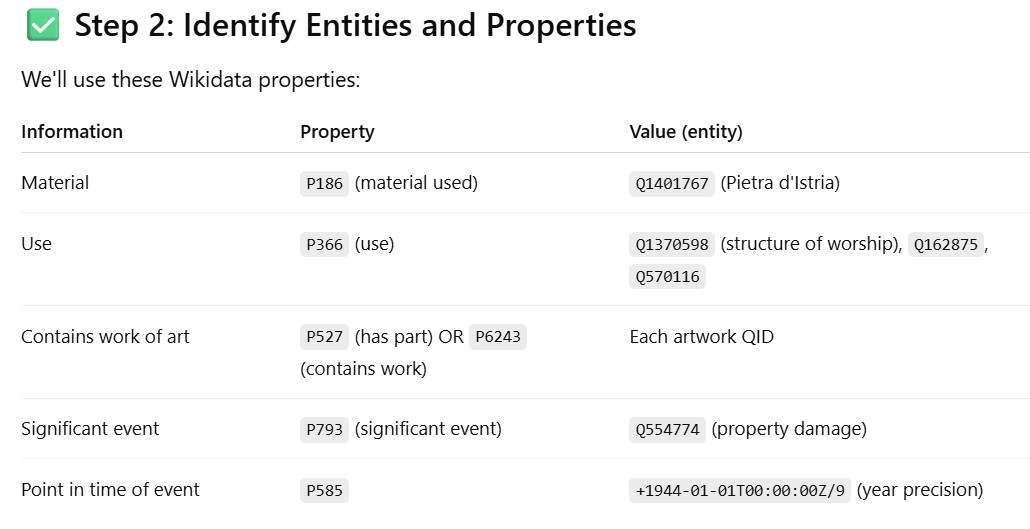 ✅ Step 2: Identify Entities and Properties
We'll use these Wikidata properties:
Information Property Value (entity)
Material P186 (material used) Q1401767 (Pietra d'Istria)
Use P366 (use) Q1370598 (structure of worship), Q162875,
Q570116
Contains work of art P527 (has part) OR P6243 Each artwork QID
(contains work)
Significant event P793 (significant event) Q554774 (property damage)
Point in time of event P585 +1944-01-01T00:00:00Z/9 (year precision)